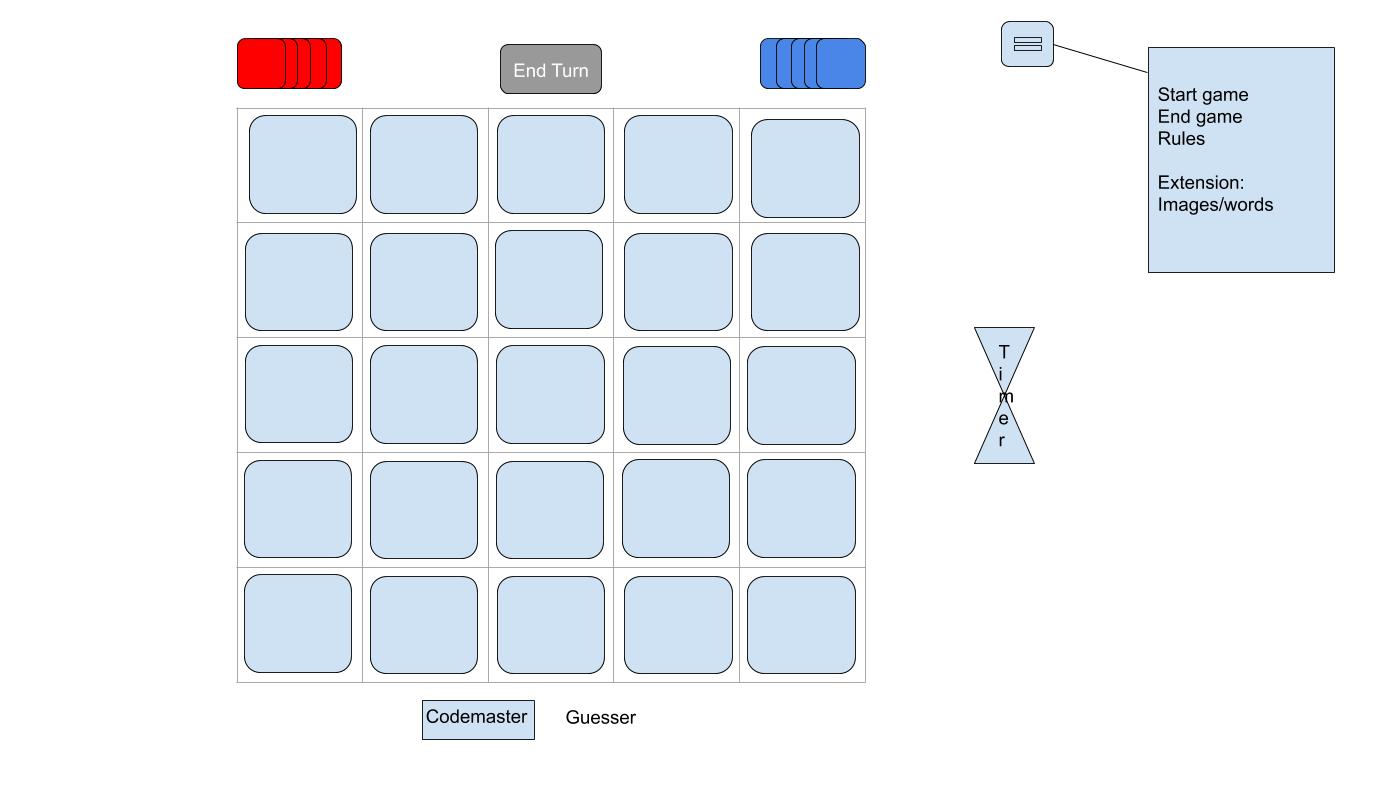 End Turn
Start game
End game
Rules
Extension:
Images/words
T
i
m
e
r
Codemaster
Guesser